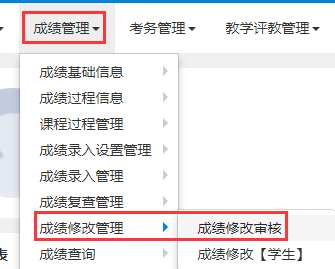 成绩管理 考务管理 教学评教管理
成绩基础信息
成绩过程信息
课程过程管理
成绩录入设置管理
成绩录入管理
成绩复查管理
成绩修改管理 成绩修改审核
成绩查询 成绩修改【学生】